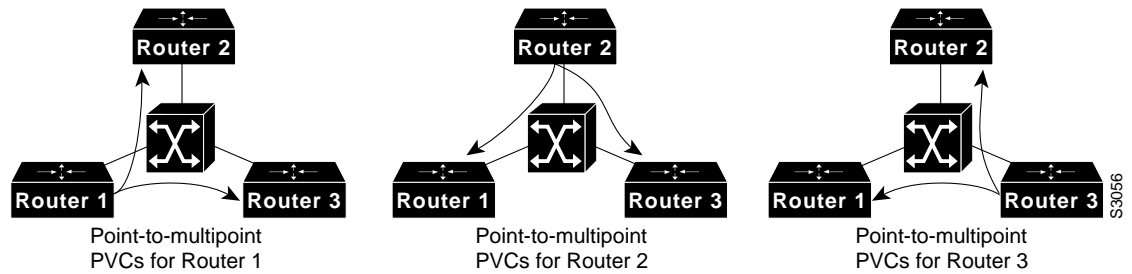 Router 2
Router 1
Router 3
Point-to-multipoint
PVCs for Router 1
Router 2
Router 1
Router 3
Point-to-multipoint
PVCs for Router 2
Router 2
Router 1
Router 3
Point-to-multipoint
PVCs for Router 3
S3056